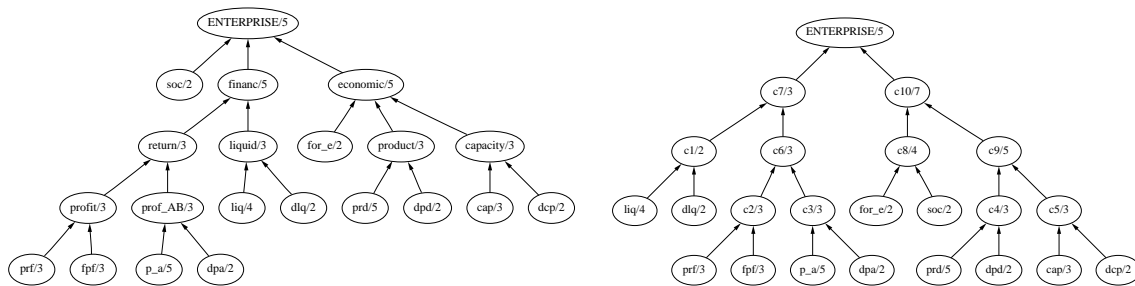 ENTERPRISE/5
soc/2 financ/5 economic/5
return/3 liquid/3 for_e/2 product/3 capacity/3
profit/3 prof_AB/3 liq/4 dlq/2 prd/5 dpd/2 cap/3 dcp/2
prf/3 fpf/3 p_a/5 dpa/2
ENTERPRISE/5
c7/3 c10/7
c1/2 c6/3 c8/4 c9/5
liq/4 dlq/2 c2/3 c3/3 for_e/2 soc/2 c4/3 c5/3
prf/3 fpf/3 p_a/5 dpa/2 prd/5 dpd/2 cap/3 dcp/2